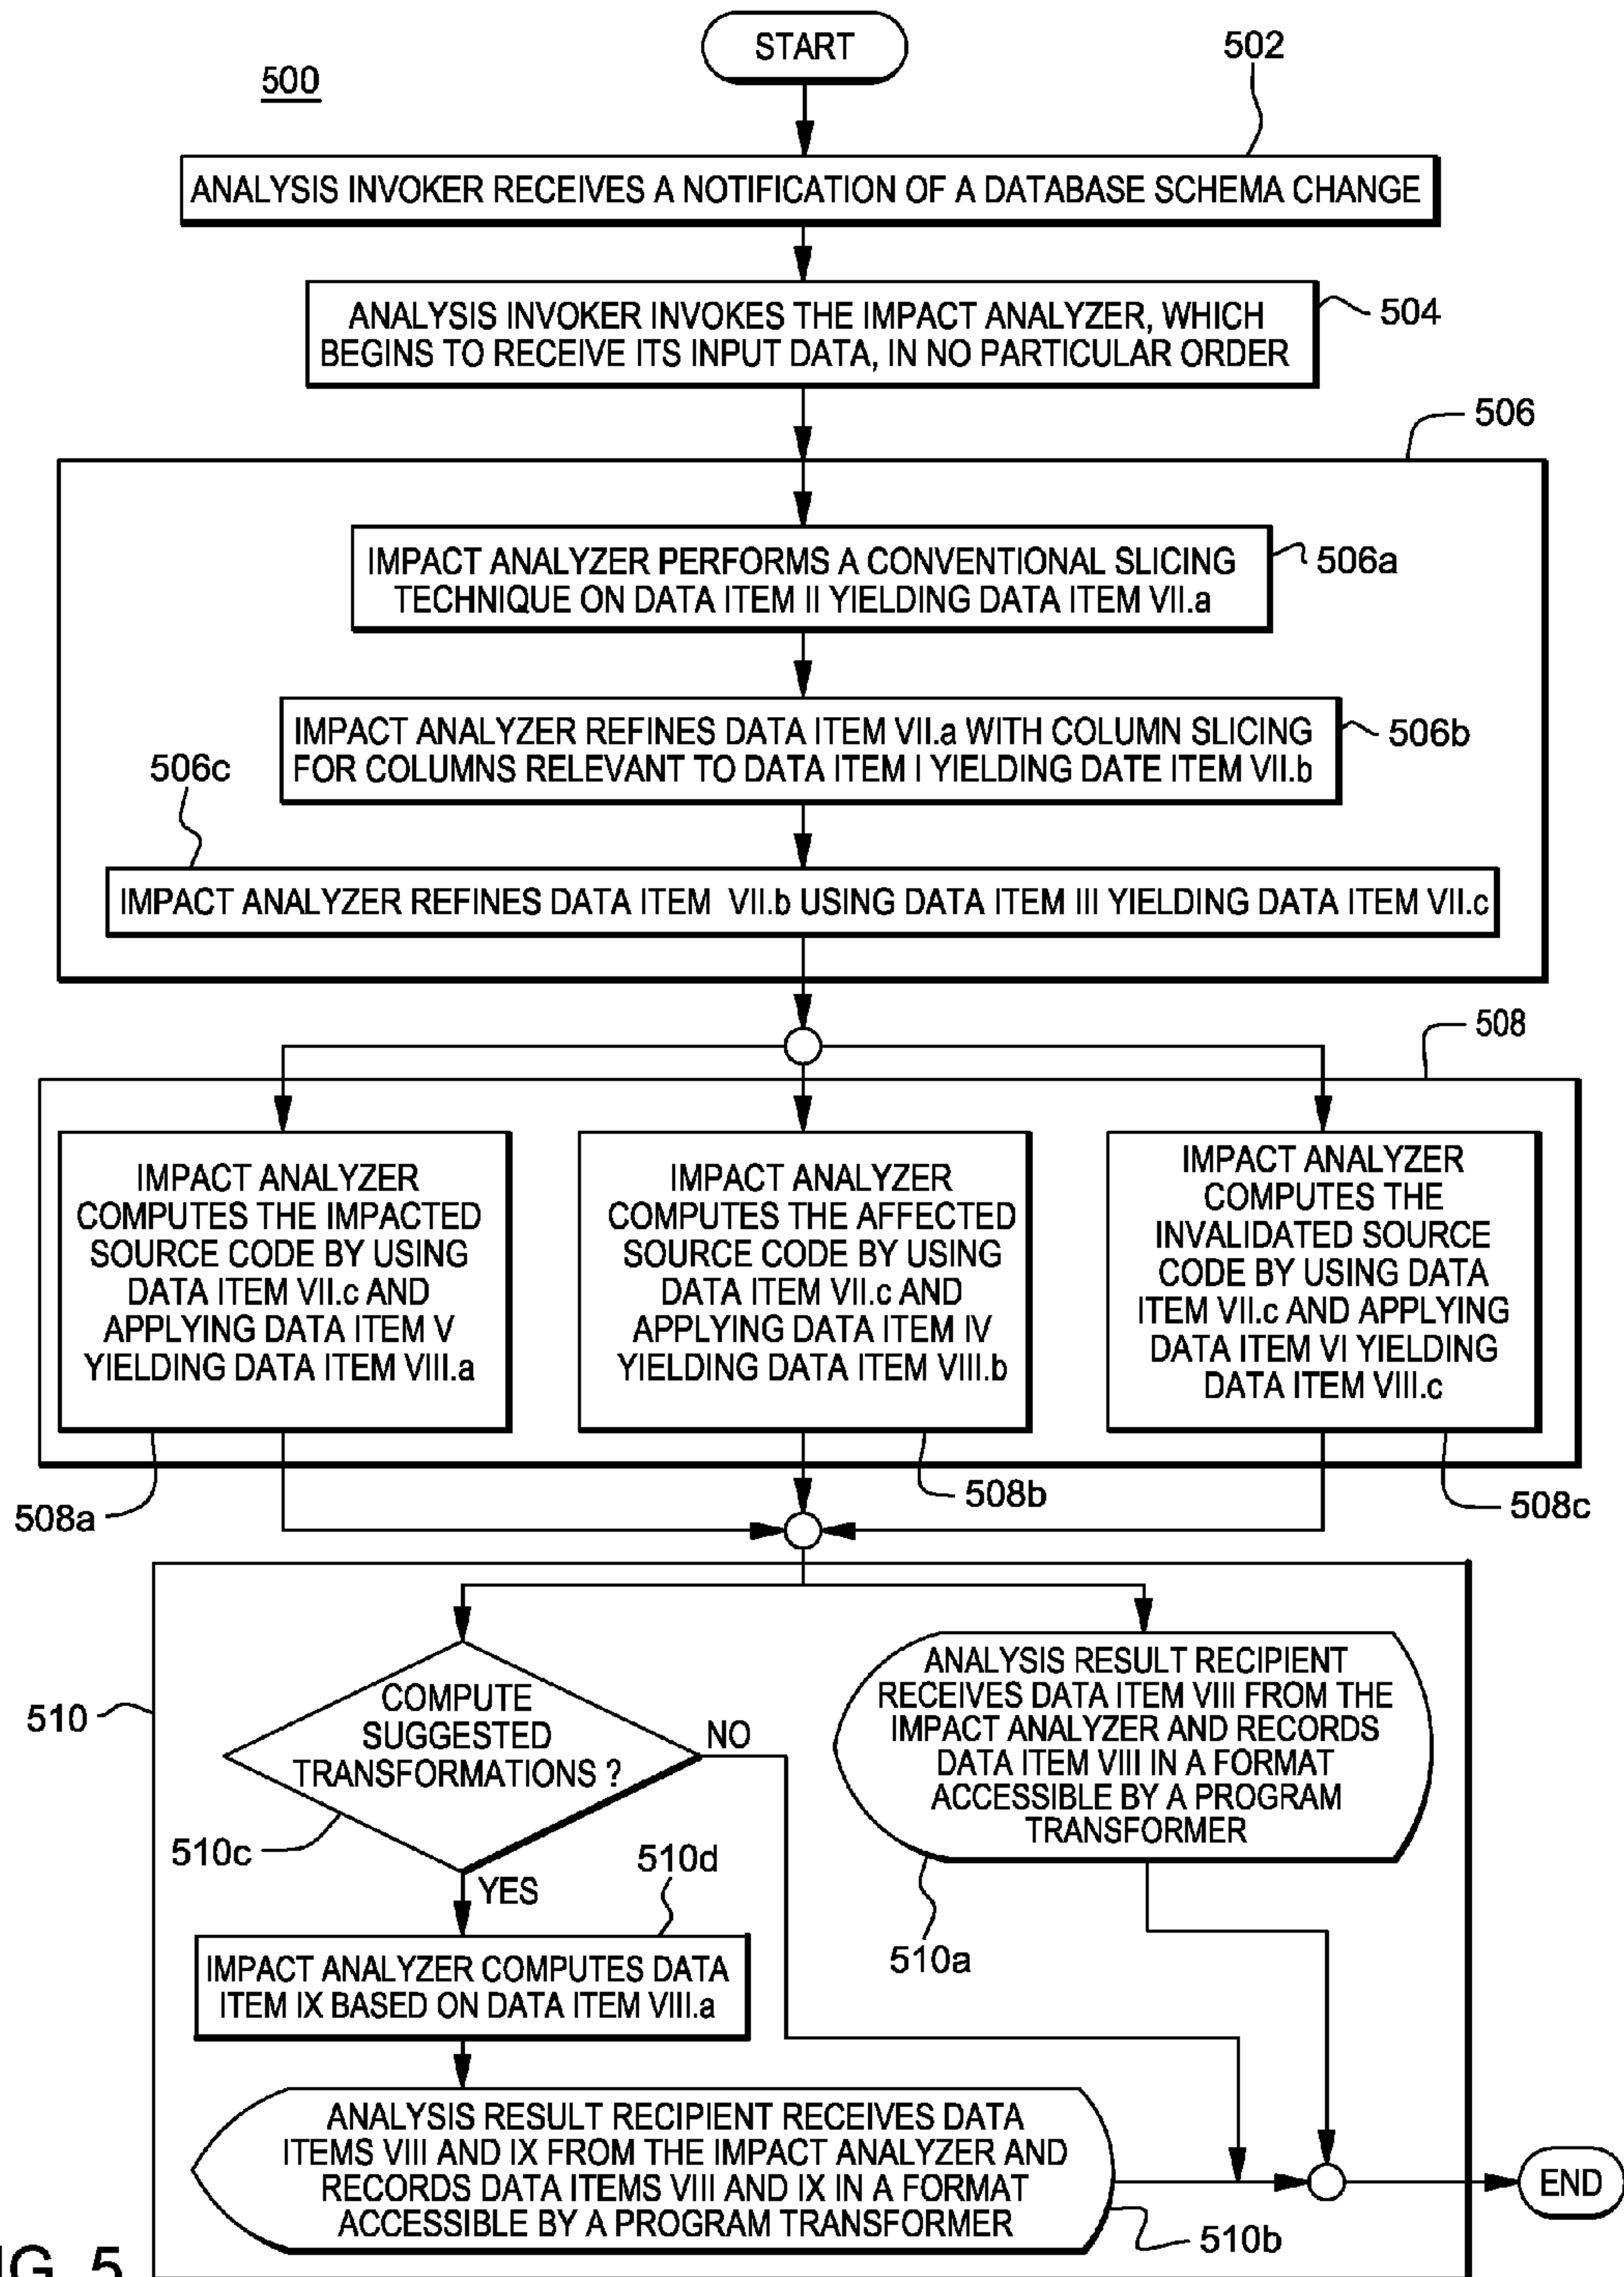 START
502
500
ANALYSIS INVOKER RECEIVES A NOTIFICATION OF A DATABASE SCHEMA CHANGE
ANALYSIS INVOKER INVOKES THE IMPACT ANALYZER, WHICH
BEGINS TO RECEIVE ITS INPUT DATA, IN NO PARTICULAR ORDER
504
506
IMPACT ANALYZER PERFORMS A CONVENTIONAL SLICING
TECHNIQUE ON DATA ITEM II YIELDING DATA ITEM VII.a
506a
IMPACT ANALYZER REFINES DATA ITEM VII.a WITH COLUMN SLICING
FOR COLUMNS RELEVANT TO DATA ITEM I YIELDING DATE ITEM VII.b
506b
506c
IMPACT ANALYZER REFINES DATA ITEM VII.b USING DATA ITEM III YIELDING DATA ITEM VII.c
508
IMPACT ANALYZER
COMPUTES THE IMPACTED
SOURCE CODE BY USING
DATA ITEM VII.c AND
APPLYING DATA ITEM V
YIELDING DATA ITEM VIII.a
IMPACT ANALYZER
COMPUTES THE AFFECTED
SOURCE CODE BY USING
DATA ITEM VII.c AND
APPLYING DATA ITEM IV
YIELDING DATA ITEM VIII.b
IMPACT ANALYZER
COMPUTES THE
INVALIDATED SOURCE
CODE BY USING DATA
ITEM VII.c AND APPLYING
DATA ITEM VI YIELDING
DATA ITEM VIII.c
508a
508b
508c
510
COMPUTE
SUGGESTED
TRANSFORMATIONS ?
NO
510c
YES
ANALYSIS RESULT RECIPIENT
RECEIVES DATA ITEM VIII FROM THE
IMPACT ANALYZER AND RECORDS
DATA ITEM VIII IN A FORMAT
ACCESSIBLE BY A PROGRAM
TRANSFORMER
510a
510d
IMPACT ANALYZER COMPUTES DATA
ITEM IX BASED ON DATA ITEM VIII.a
ANALYSIS RESULT RECIPIENT RECEIVES DATA
ITEMS VIII AND IX FROM THE IMPACT ANALYZER AND
RECORDS DATA ITEMS VIII AND IX IN A FORMAT
ACCESSIBLE BY A PROGRAM TRANSFORMER
510b
END
IG. 5